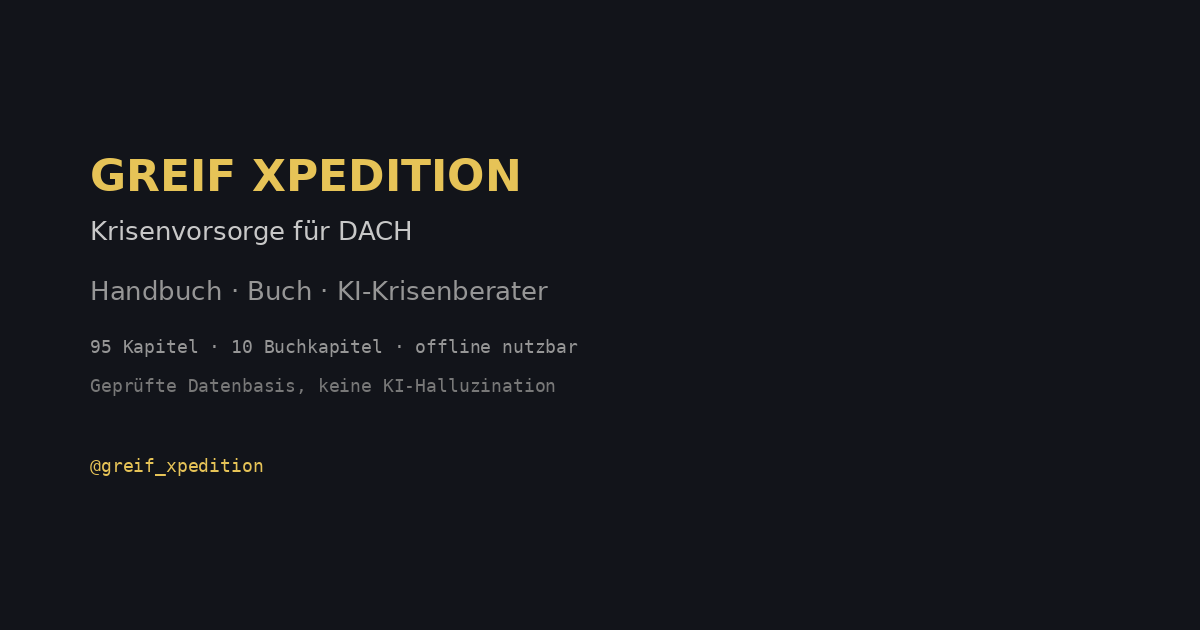 GREIF XPEDITION
Krisenvorsorge für DACH
Handbuch · Buch · KI-Krisenberater
95 Kapitel · 10 Buchkapitel · offline nutzbar
Geprüfte Datenbasis, keine KI-Halluzination
@greif_xpedition